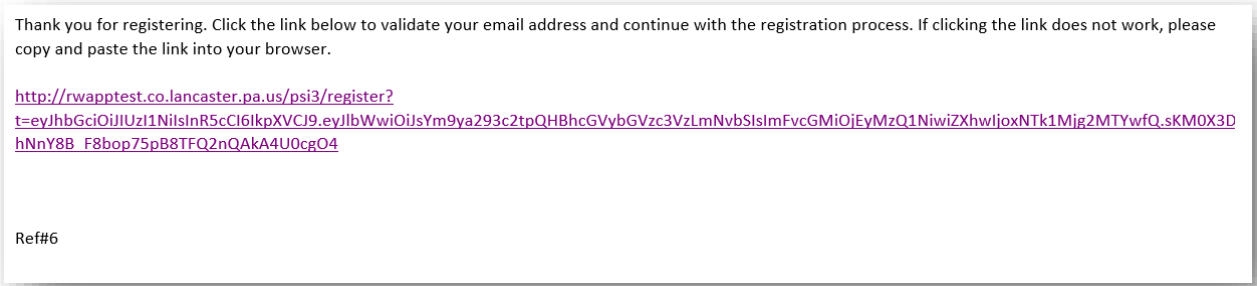 Thank you for registering. Click the link below to validate your email address and continue with the registration process. If clicking the link does not work, please
copy and paste the link into your browser.
http://rwapptest.co.lancaster.pa.us/psi3/register?
t=eyJhbGciOiJIUzI1NiIsInR5cCI6IkpXVCJ9.eyJlbWwiOiJsYm9ya293c2tpQHBhcGVybGVzc3VzLmNvbSIsImFvcGMiOjEyMzQ1NiwiZXhwIjoxNTk1Mjg2MTYwfQ.sKM0X3D
hNnY8B_F8bop75pB8TFQ2nQAkA4U0cgO4
Ref#6